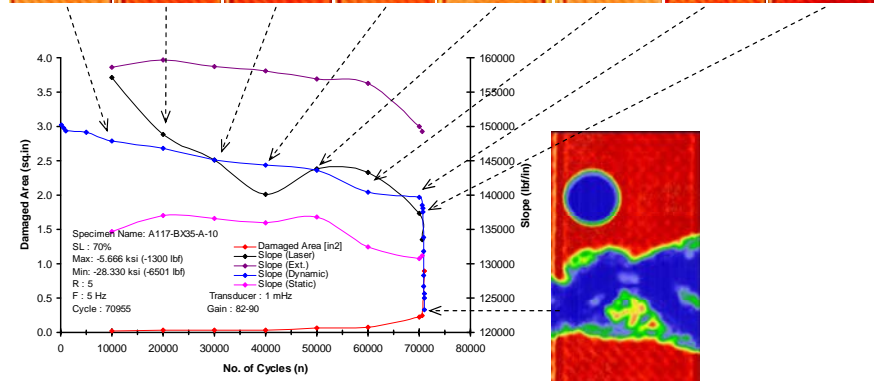 4.0
3.5
3.0
2.5
2.0
1.5
1.0
0.5
0.0
Damaged Area (sq.in)
160000
155000
150000
145000
140000
135000
130000
125000
120000
Slope (lbf/in)
Specimen Name: A117-BX35-A-10
SL : 70%
Max: -5.666 ksi (-1300 lbf)
Min: -28.330 ksi (-6501 lbf)
R : 5
F : 5 Hz
Transducer : 1 mHz
Cycle : 70955
Gain : 82-90
Damaged Area [in2]
Slope (Laser)
Slope (Ext.)
Slope (Dynamic)
Slope (Static)
0 10000 20000 30000 40000 50000 60000 70000 80000
No. of Cycles (n)